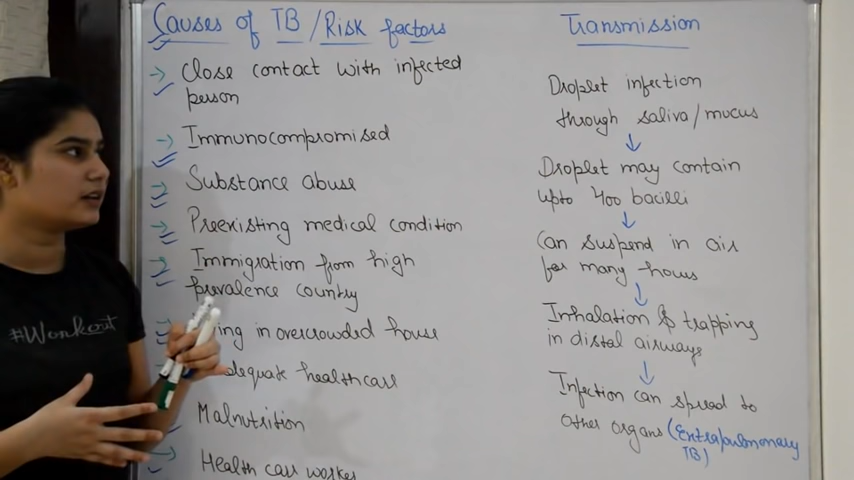 Causes of TB / Risk factors
→ Close contact with infected
person
→ Immunocompromised
→ Substance abuse
→ Preexisting medical condition
→ Immigration from high
prevalence country
in overcrowded house
healthcare
Malnutrition
→ Health care worker
Transmission
Droplet infection
through saliva/mucus
↓
Droplet may contain
upto 400 bacilli
↓
Can suspend in air
for many hours
↓
Inhalation & trapping
in distal airways
↓
Infection can spread to
other organs (Extrapulmonary
TB)
#Workout